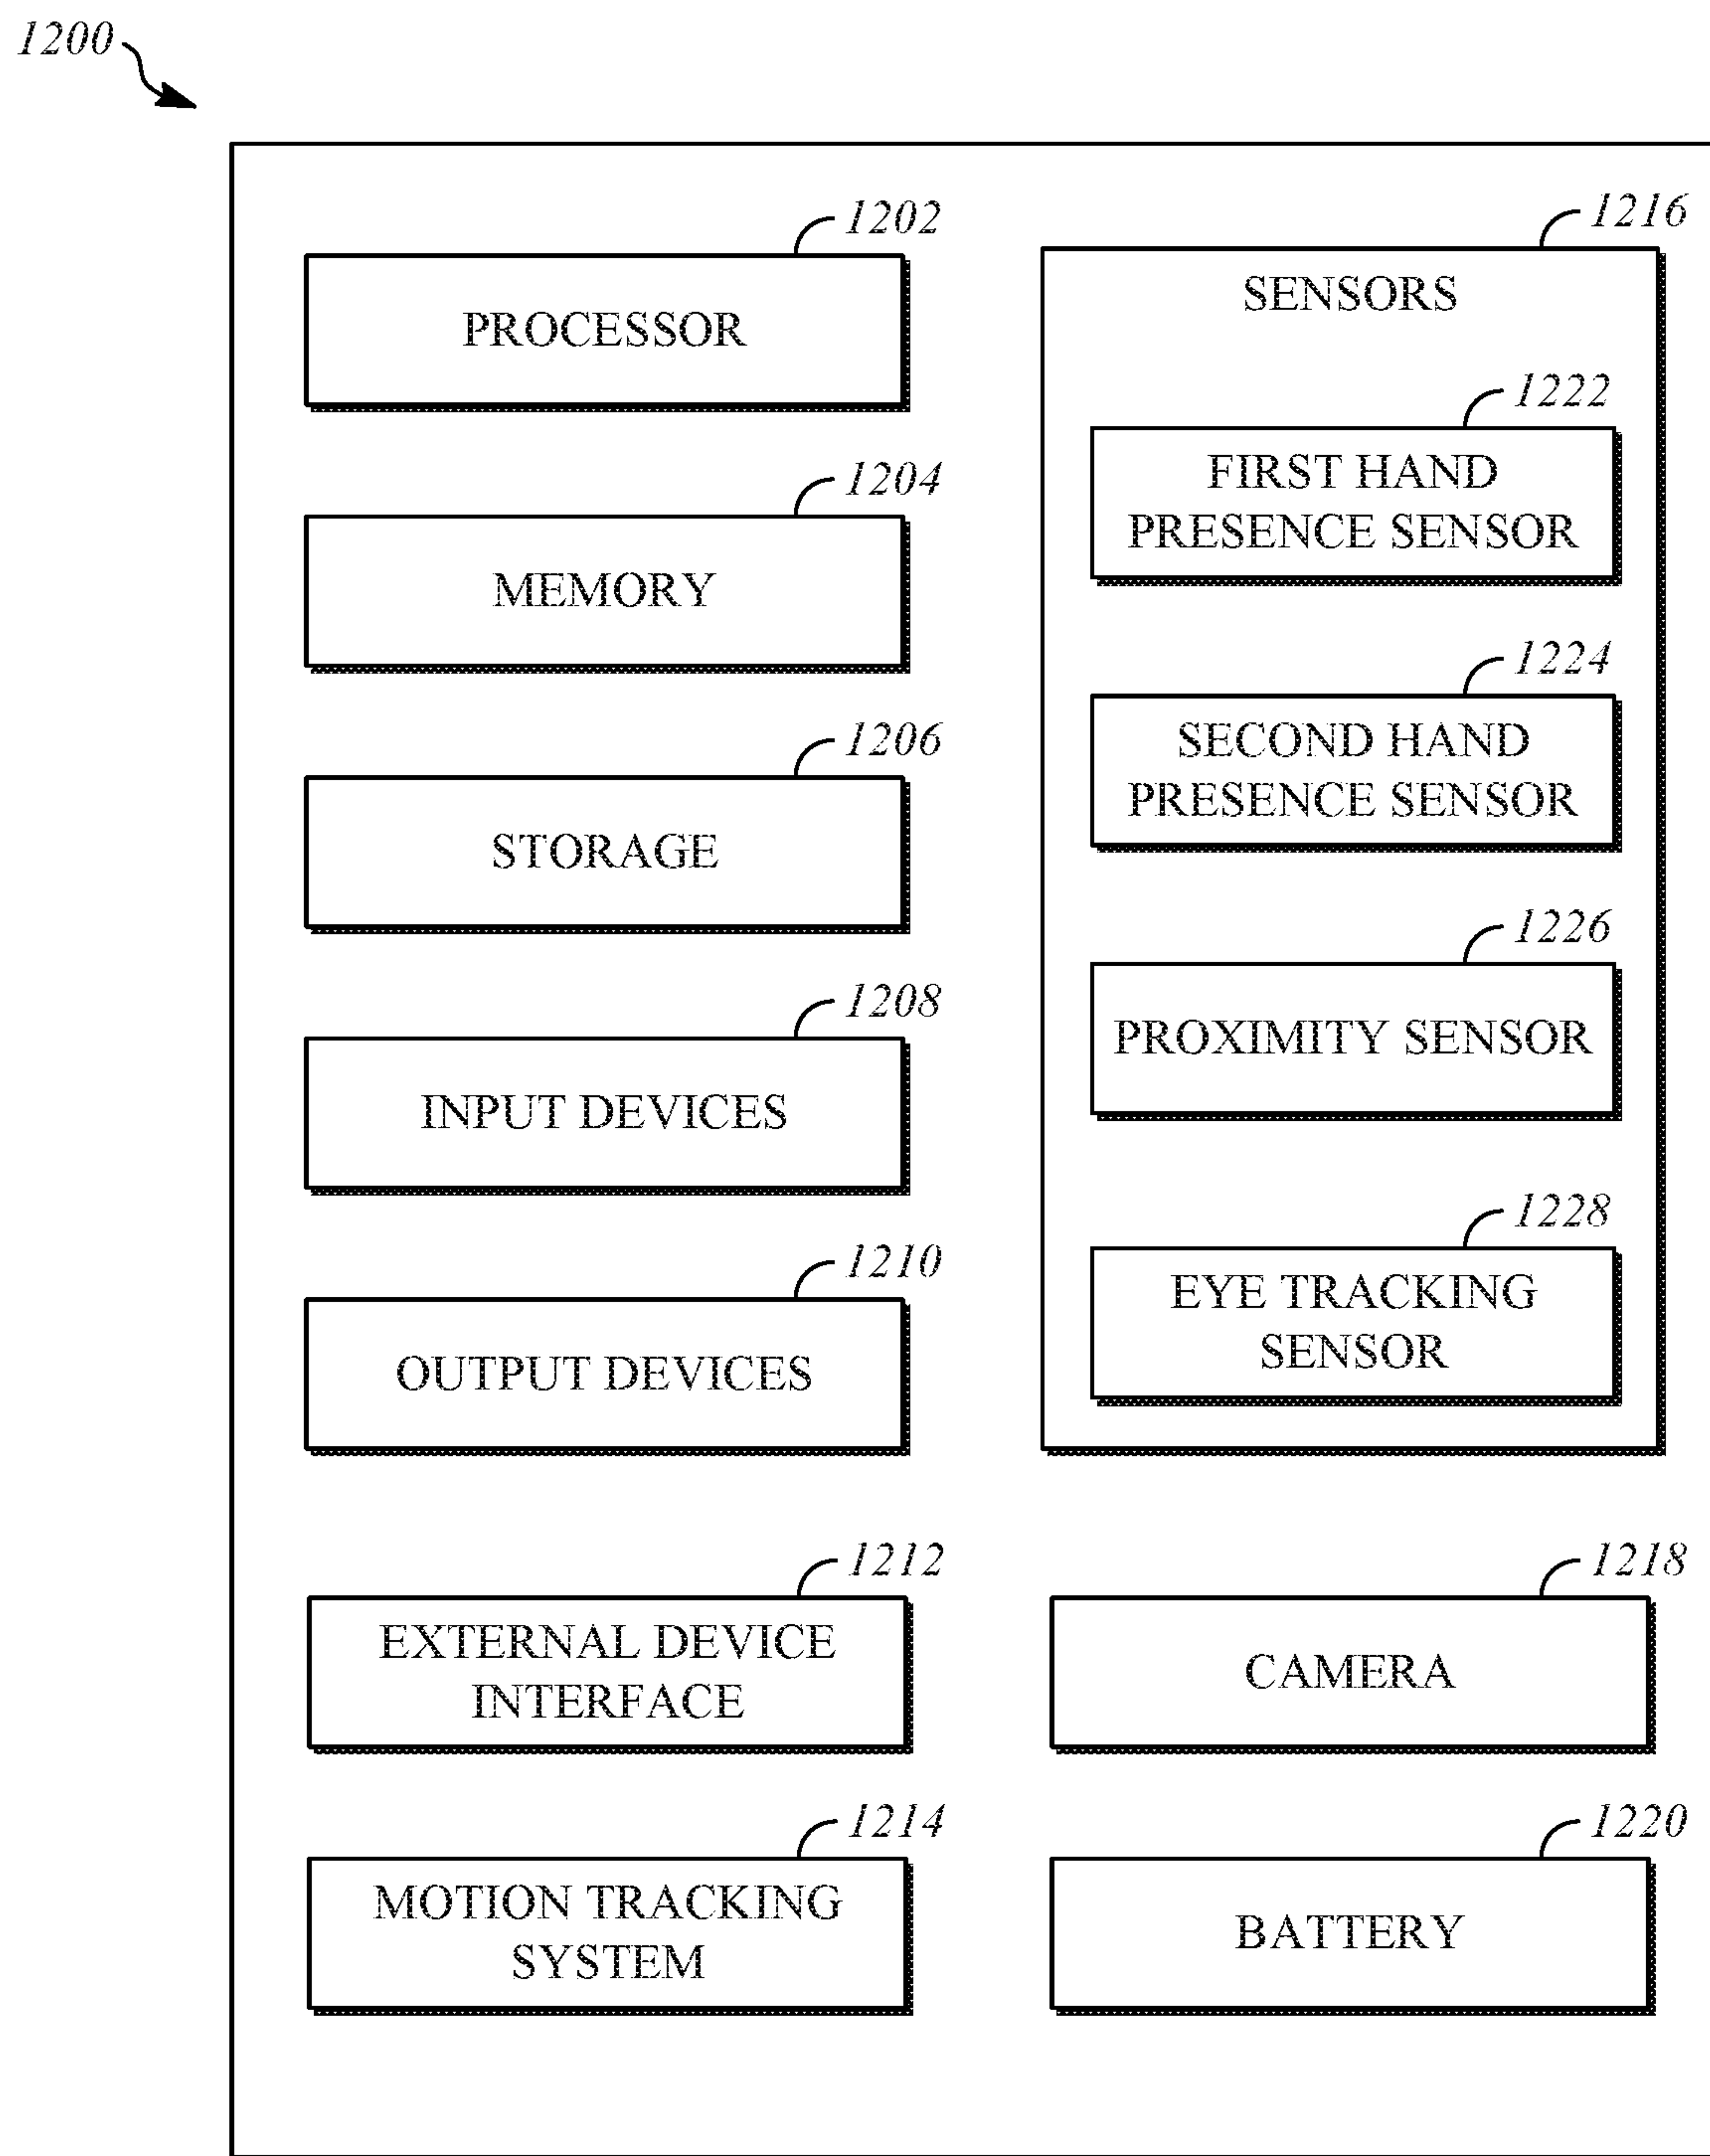 1200
1202
PROCESSOR
1204
MEMORY
1206
STORAGE
1208
INPUT DEVICES
1210
OUTPUT DEVICES
1212
EXTERNAL DEVICE
INTERFACE
1214
MOTION TRACKING
SYSTEM
1216
SENSORS
1222
FIRST HAND
PRESENCE SENSOR
1224
SECOND HAND
PRESENCE SENSOR
1226
PROXIMITY SENSOR
1228
EYE TRACKING
SENSOR
1218
CAMERA
1220
BATTERY